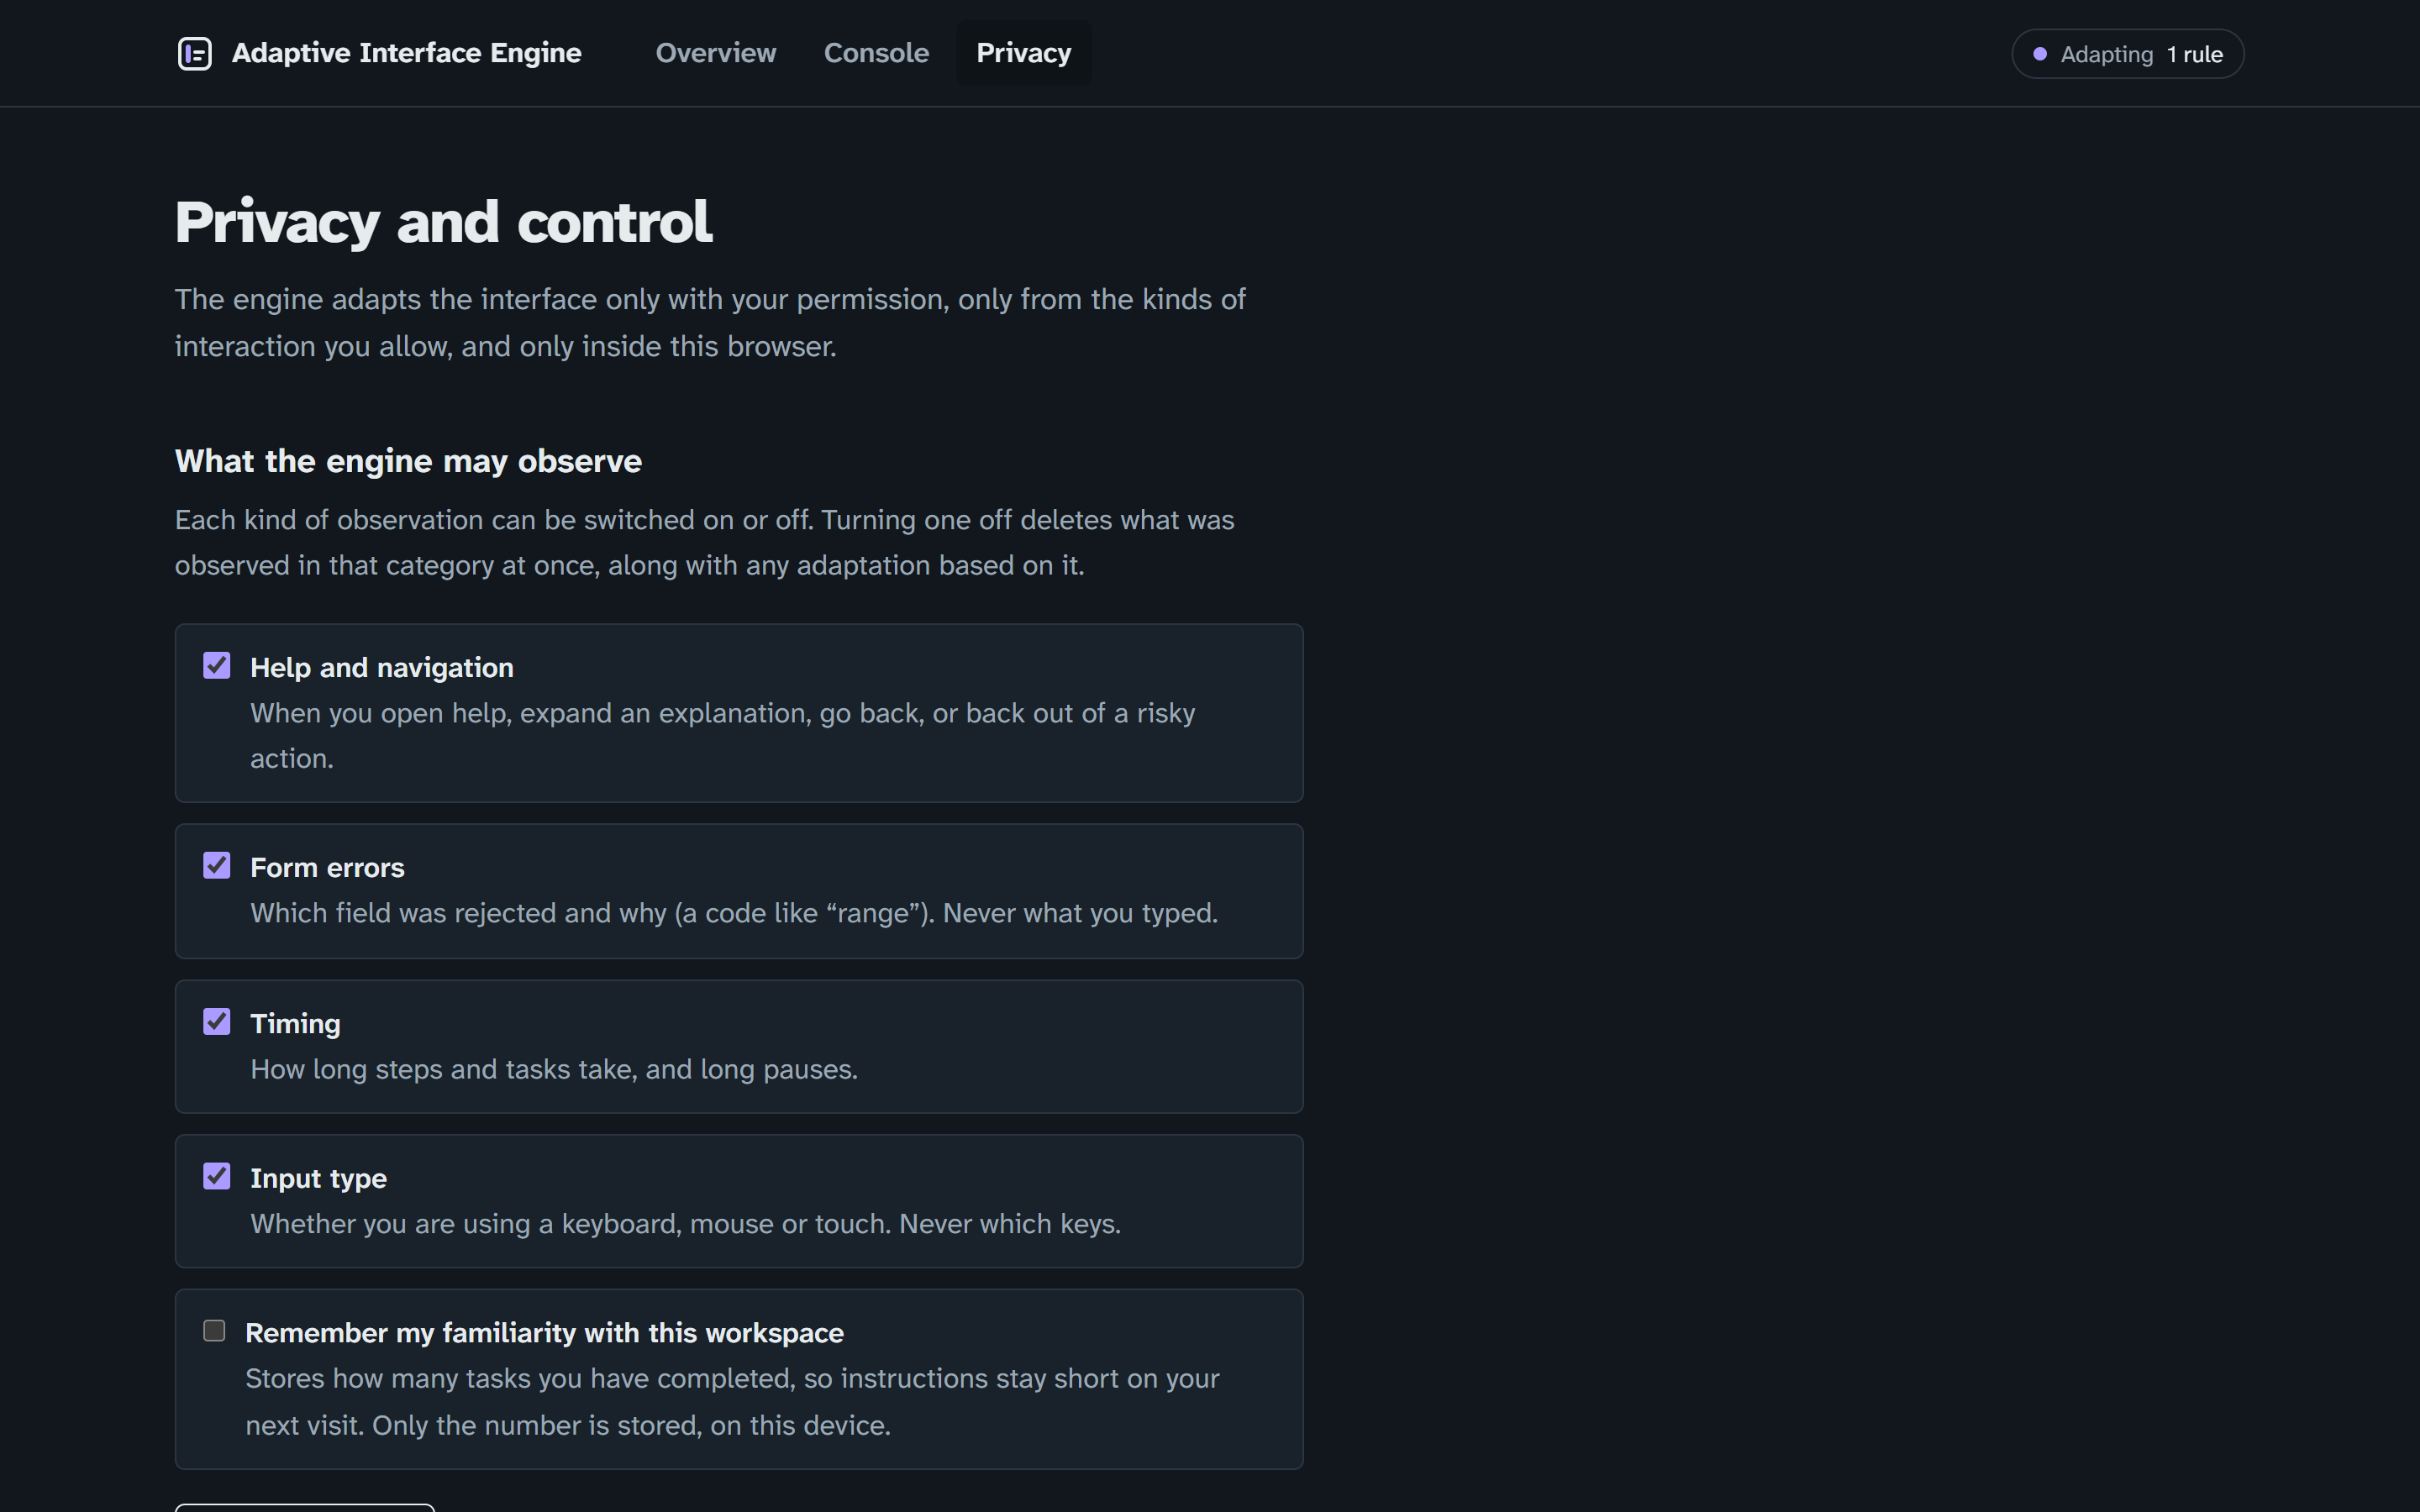 Adaptive Interface Engine
Overview
Console
Privacy
Adapting 1 rule
Privacy and control
The engine adapts the interface only with your permission, only from the kinds of
interaction you allow, and only inside this browser.
What the engine may observe
Each kind of observation can be switched on or off. Turning one off deletes what was
observed in that category at once, along with any adaptation based on it.
Help and navigation
When you open help, expand an explanation, go back, or back out of a risky
action.
Form errors
Which field was rejected and why (a code like “range”). Never what you typed.
Timing
How long steps and tasks take, and long pauses.
Input type
Whether you are using a keyboard, mouse or touch. Never which keys.
Remember my familiarity with this workspace
Stores how many tasks you have completed, so instructions stay short on your
next visit. Only the number is stored, on this device.